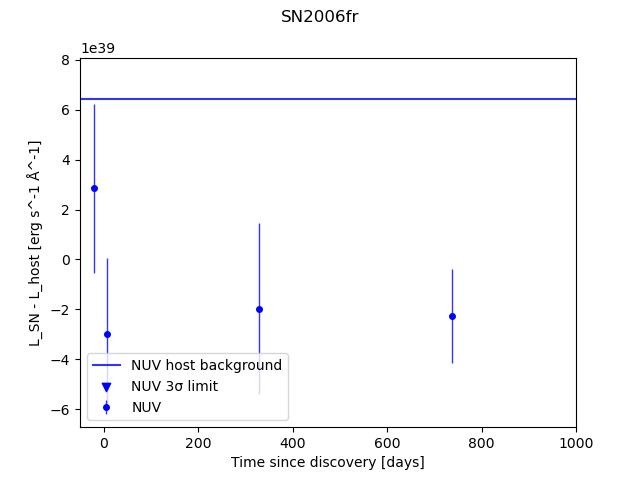 SN2006fr
1e39
8
6
4
2
0
−2
−4
−6
L_SN - L_host [erg s^-1 Å^-1]
NUV host background
NUV 3σ limit
NUV
0 200 400 600 800 1000
Time since discovery [days]